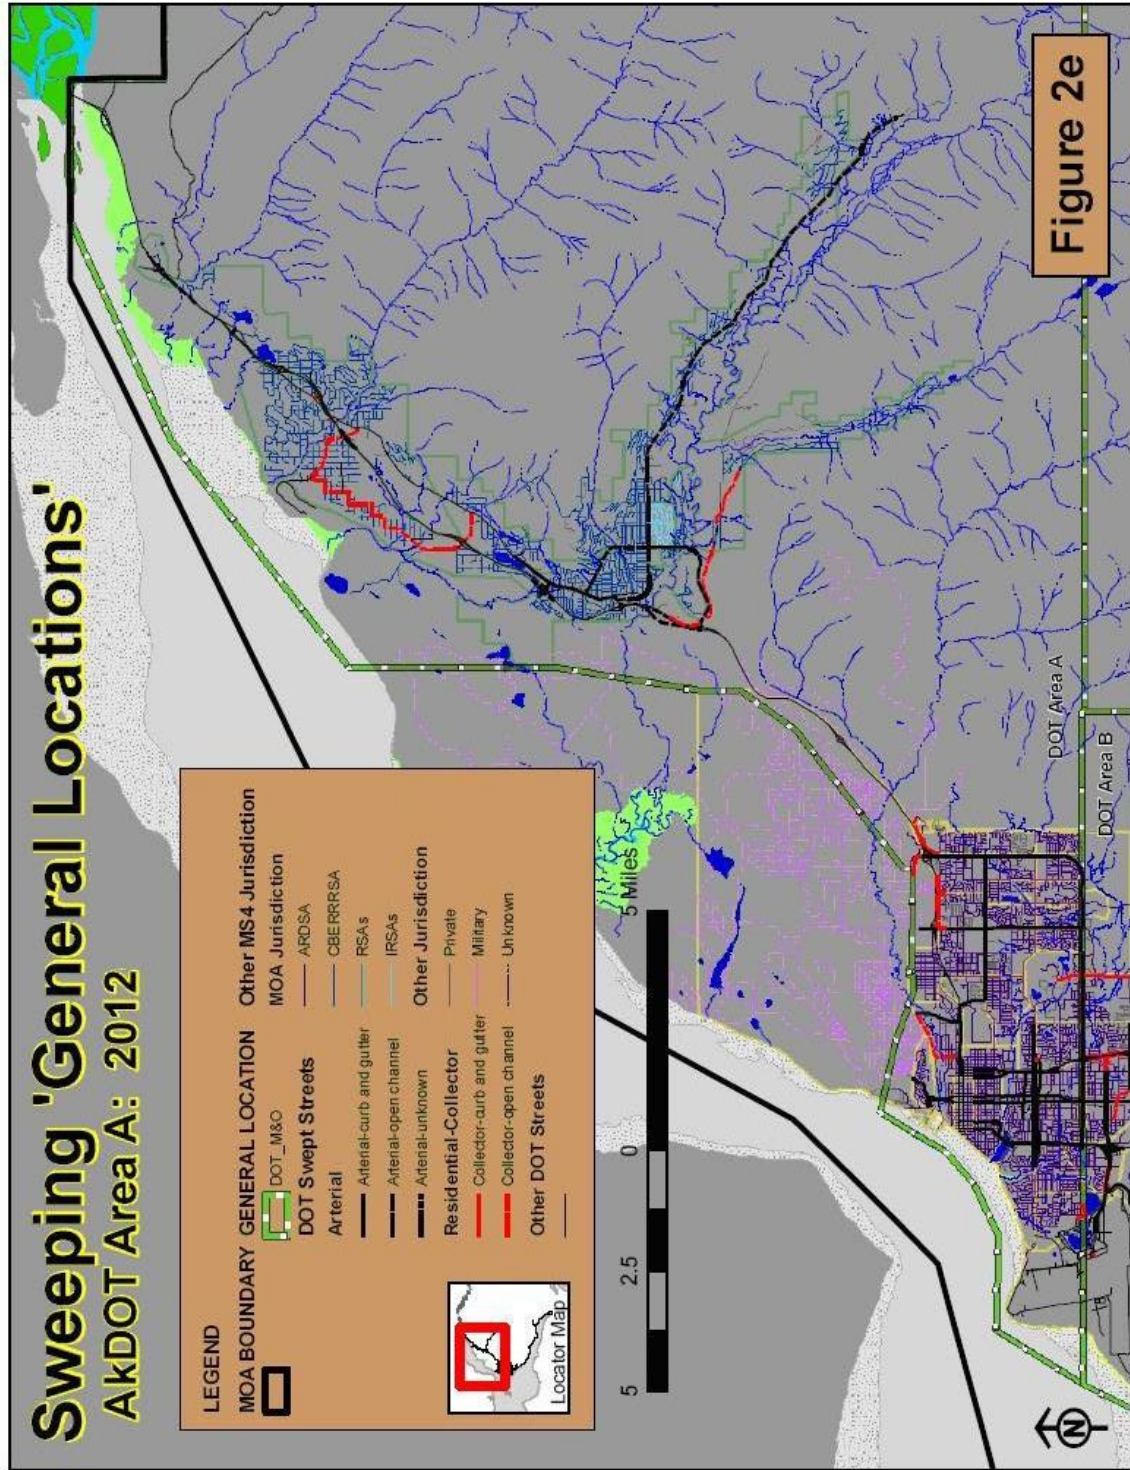 Sweeping 'General Locations'
AkDOT Area A: 2012
LEGEND
MOA BOUNDARY
GENERAL LOCATION
DOT_M&O
DOT Swept Streets
Arterial
Arterial-curb and gutter
Arterial-open channel
Arterial-unknown
Residential-Collector
Collector-curb and gutter
Collector-open channel
Other DOT Streets
Other MS4 Jurisdiction
MOA Jurisdiction
ARDSA
CBERRRSA
RSAs
IRSAs
Other Jurisdiction
Private
Military
Unknown
Locator Map
5
2.5
0
5 Miles
N
DOT Area A
DOT Area B
Figure 2e